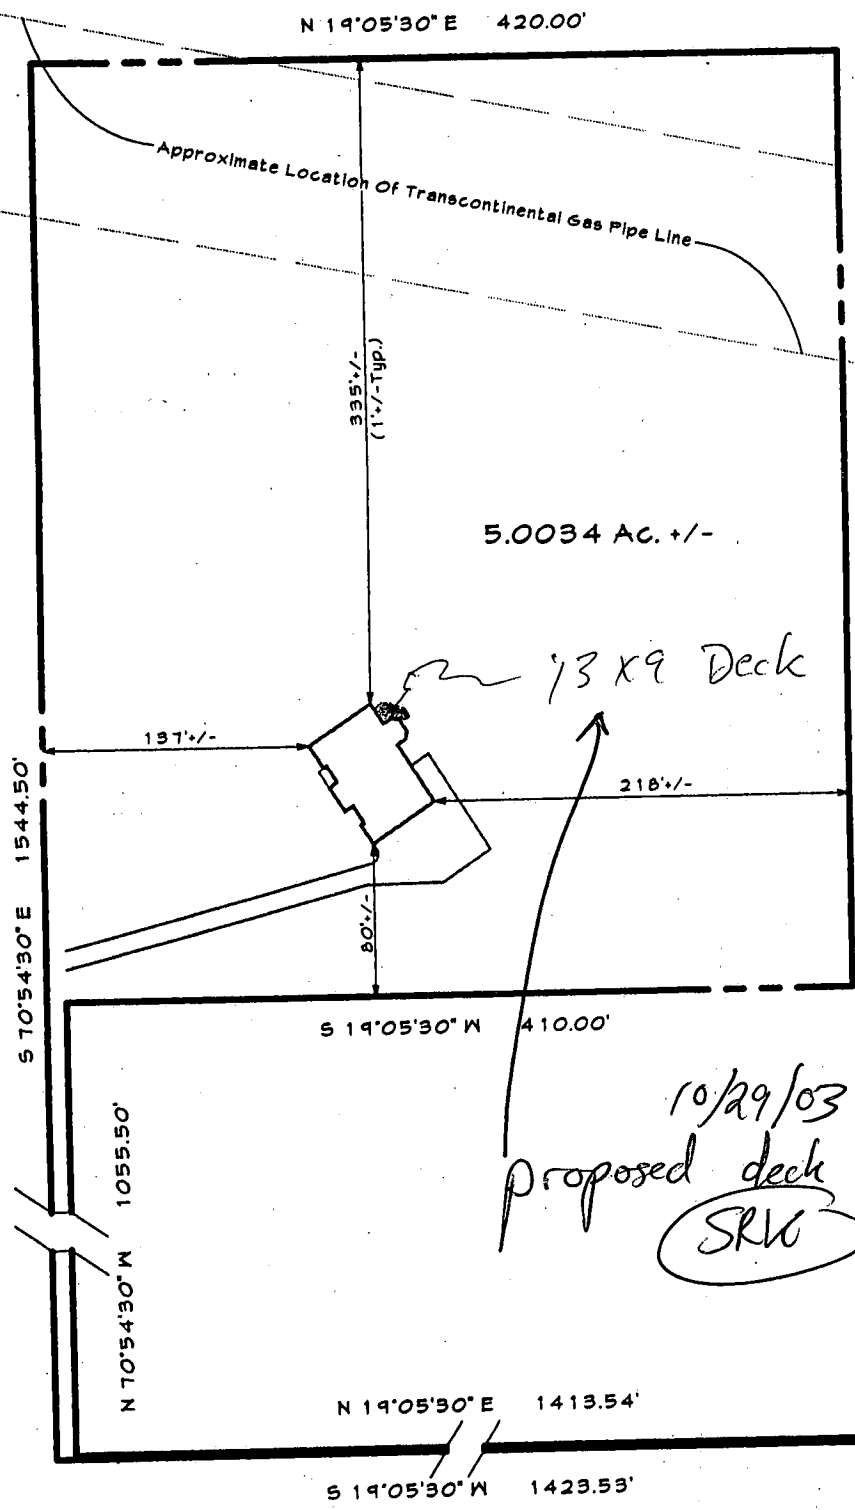 N 19°05'30" E 420.00'
Approximate Location Of Transcontinental Gas Pipe Line
335'+/-
(1'+/-Typ.)
5.0034 AC. +/-
13 x 9 Deck
137'+/-
218'+/-
80'+/-
S 70°54'30" E 1544.50'
S 19°05'30" W 410.00'
10/29/03
proposed deck
SRK
N 70°54'30" W 1055.50'
N 19°05'30" E 1413.54'
S 19°05'30" W 1423.53'